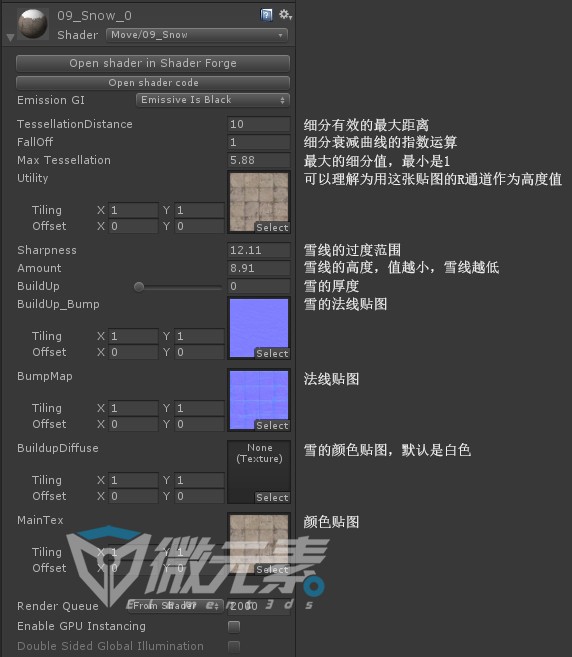 09_Snow_0
Shader Move/09_Snow
Open shader in Shader Forge
Open shader code
Emission GI Emissive Is Black
TessellationDistance 10 细分有效的最大距离
FallOff 1 细分衰减曲线的指数运算
Max Tessellation 5.88 最大的细分值，最小是1
Utility 可以理解为用这张贴图的R通道作为高度值
Tiling X 1 Y 1
Offset X 0 Y 0 Select
Sharpness 12.11 雪线的过度范围
Amount 8.91 雪线的高度，值越小，雪线越低
BuildUp 0 雪的厚度
BuildUp_Bump 雪的法线贴图
Tiling X 1 Y 1
Offset X 0 Y 0 Select
BumpMap 法线贴图
Tiling X 1 Y 1
Offset X 0 Y 0 Select
BuildupDiffuse None 雪的颜色贴图，默认是白色
(Texture)
Tiling X 1 Y 1
Offset X 0 Y 0 Select
MainTex 颜色贴图
Tiling X 1 Y 1
Offset X 0 Y 0 Select
微元素
Render Queue From Shader 2000
Element3ds
Enable GPU Instancing
Double Sided Global Illumination